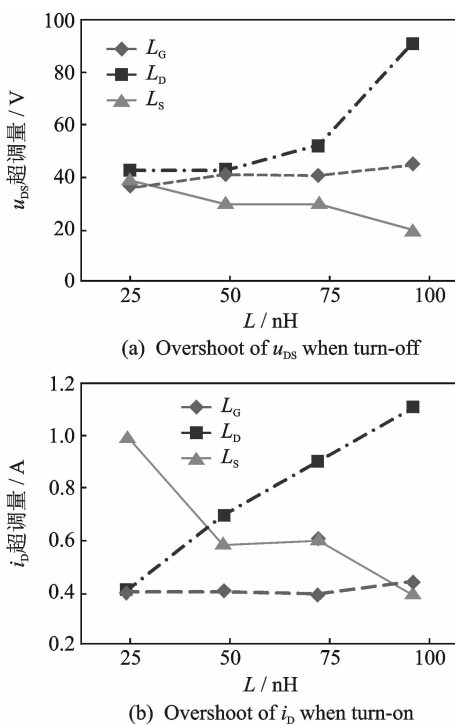 100
80
60
40
20
0
u_DS超调量 / V
L_G
L_D
L_S
25 50 75 100
L / nH
(a) Overshoot of u_DS when turn-off
1.2
1.0
0.8
0.6
0.4
0.2
i_D超调量 / A
L_G
L_D
L_S
25 50 75 100
L / nH
(b) Overshoot of i_D when turn-on